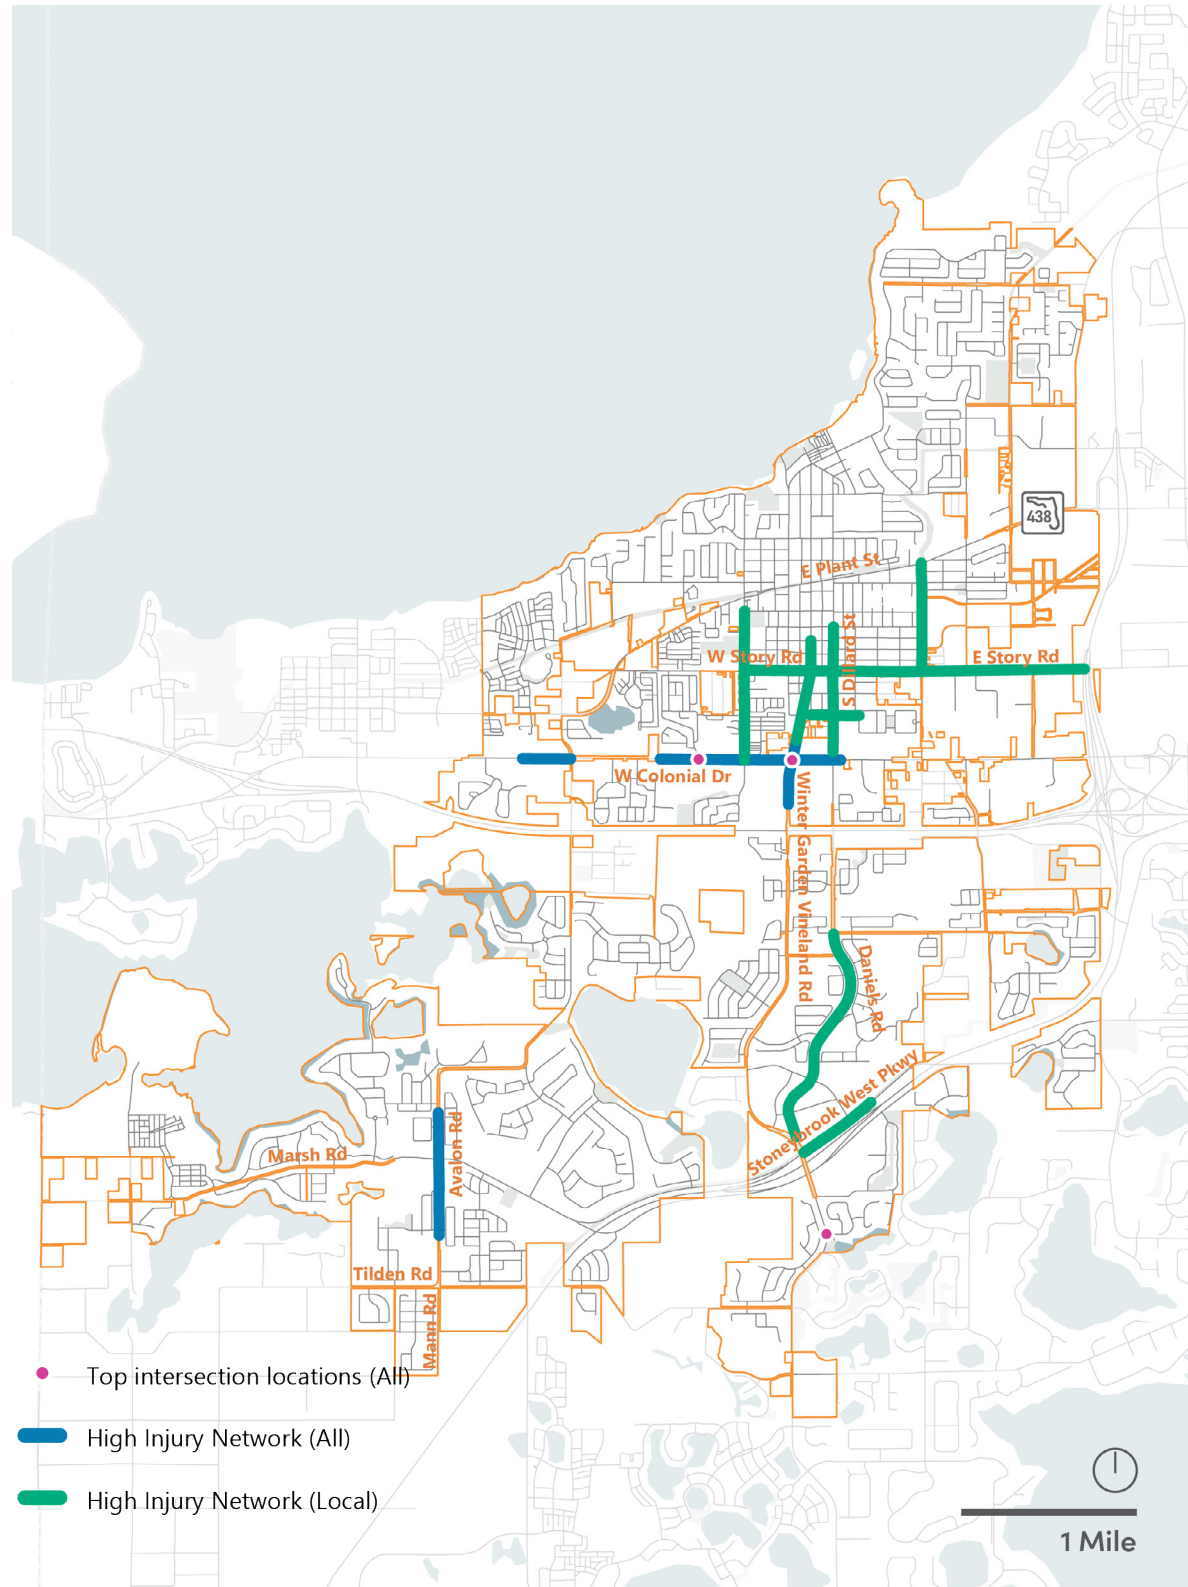 438
E Plant St
S Dillard St
W Story Rd
E Story Rd
W Colonial Dr
Winter Garden Vineland Rd
Daniels Rd
Stoneybrook West Pkwy
Avalon Rd
Marsh Rd
Tilden Rd
Mann Rd
Top intersection locations (All)
High Injury Network (All)
High Injury Network (Local)
1 Mile